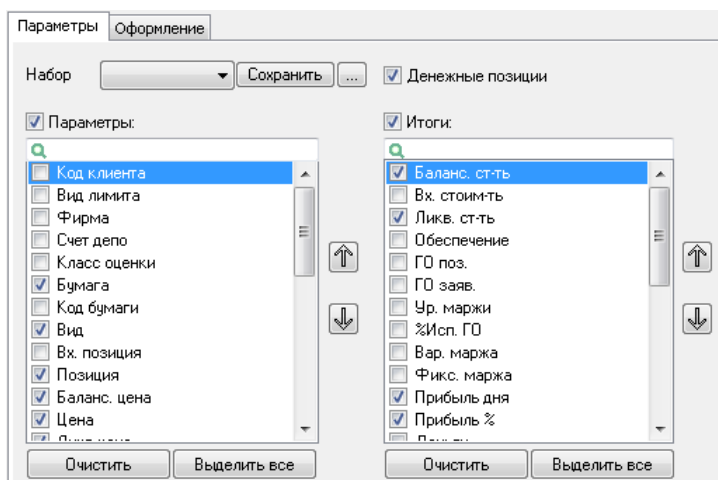 Параметры Оформление
Набор Сохранить ... Денежные позиции
Параметры: Итоги:
Код клиента
Вид лимита
Фирма
Счет депо
Класс оценки
Бумага
Код бумаги
Вид
Вх. позиция
Позиция
Баланс. цена
Цена
Баланс. ст-ть
Вх. стоим-ть
Ликв. ст-ть
Обеспечение
ГО поз.
ГО заяв.
Ур. маржи
%Исп. ГО
Вар. маржа
Фикс. маржа
Прибыль дня
Прибыль %
Очистить Выделить все Очистить Выделить все